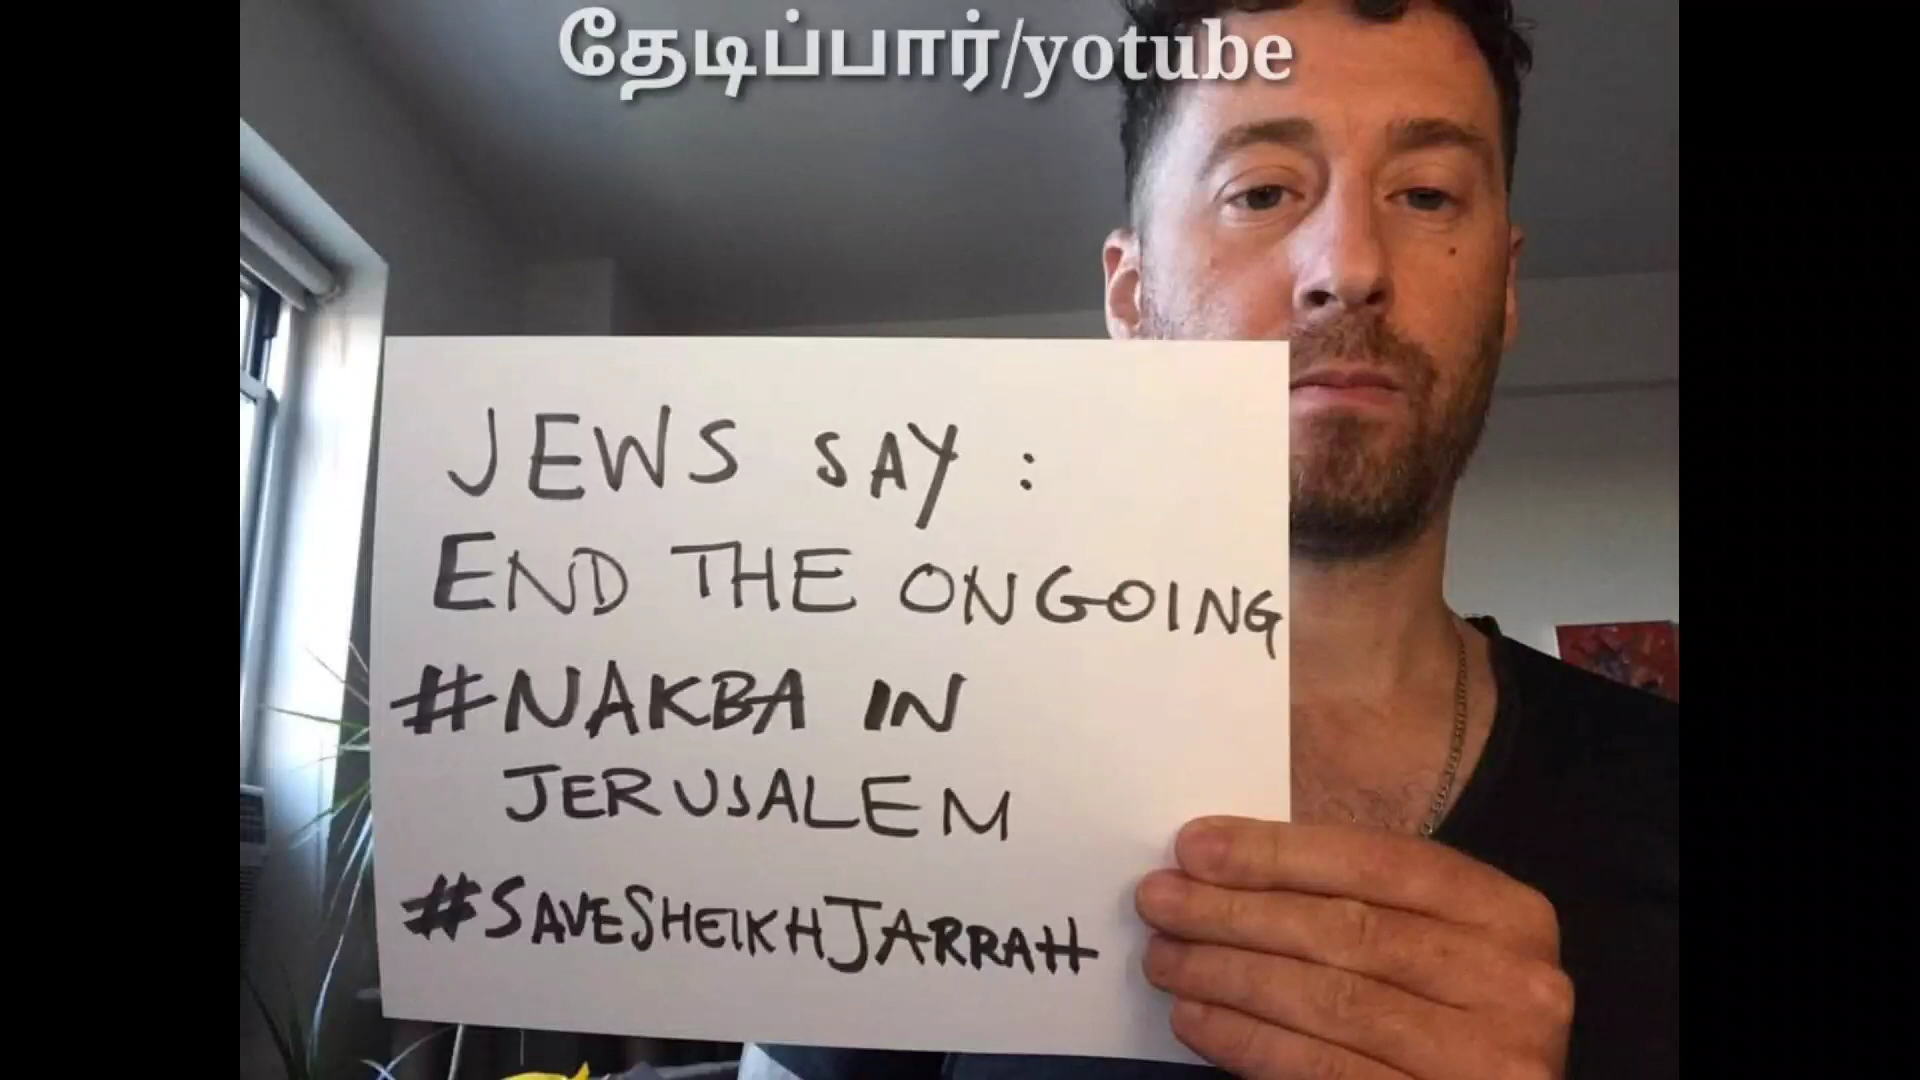 தேடிப்பார்/yotube
JEWS SAY :
END THE ONGOING
#NAKBA IN
JERUSALEM
#SAVESHEIKHJARRAH